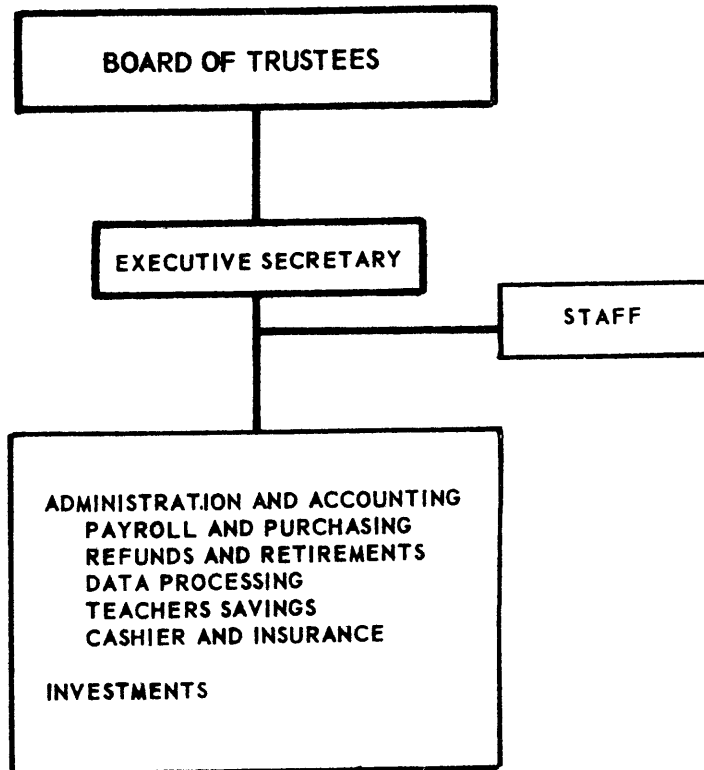 BOARD OF TRUSTEES
EXECUTIVE SECRETARY
STAFF
ADMINISTRATION AND ACCOUNTING
PAYROLL AND PURCHASING
REFUNDS AND RETIREMENTS
DATA PROCESSING
TEACHERS SAVINGS
CASHIER AND INSURANCE
INVESTMENTS